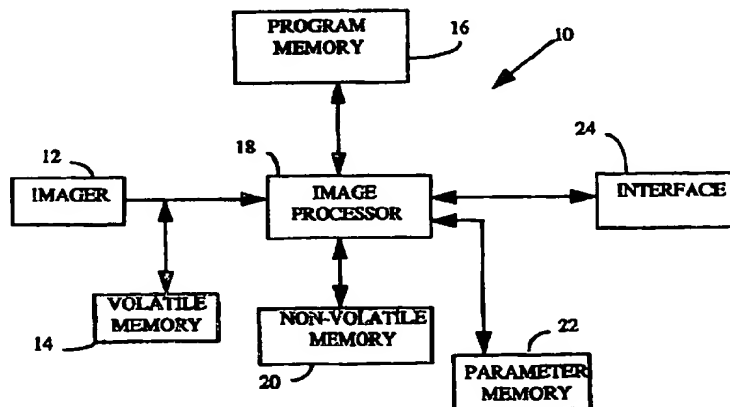 PROGRAM
MEMORY
16
10
12
18
24
IMAGER
IMAGE
PROCESSOR
INTERFACE
VOLATILE
MEMORY
14
NON-VOLATILE
MEMORY
20
22
PARAMETER
MEMORY